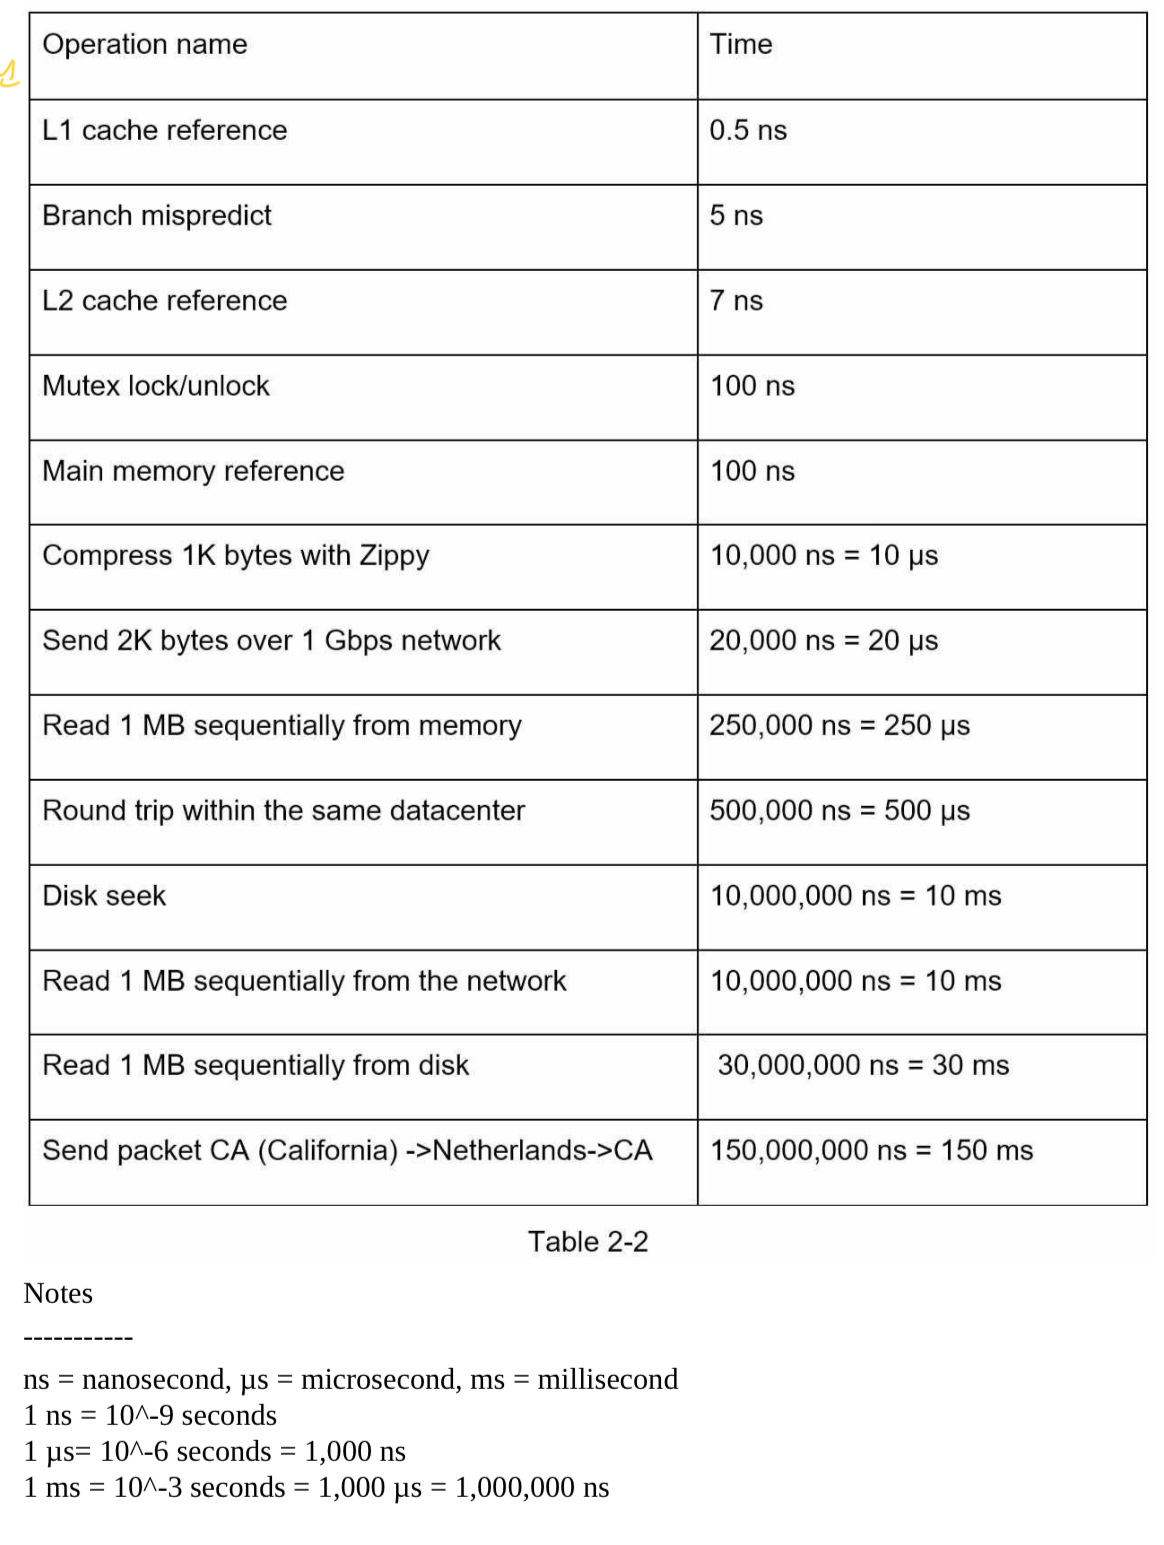 Operation name Time
L1 cache reference 0.5 ns
Branch mispredict 5 ns
L2 cache reference 7 ns
Mutex lock/unlock 100 ns
Main memory reference 100 ns
Compress 1K bytes with Zippy 10,000 ns = 10 µs
Send 2K bytes over 1 Gbps network 20,000 ns = 20 µs
Read 1 MB sequentially from memory 250,000 ns = 250 µs
Round trip within the same datacenter 500,000 ns = 500 µs
Disk seek 10,000,000 ns = 10 ms
Read 1 MB sequentially from the network 10,000,000 ns = 10 ms
Read 1 MB sequentially from disk 30,000,000 ns = 30 ms
Send packet CA (California) ->Netherlands->CA 150,000,000 ns = 150 ms
Table 2-2
Notes
-----------
ns = nanosecond, µs = microsecond, ms = millisecond
1 ns = 10^-9 seconds
1 µs= 10^-6 seconds = 1,000 ns
1 ms = 10^-3 seconds = 1,000 µs = 1,000,000 ns